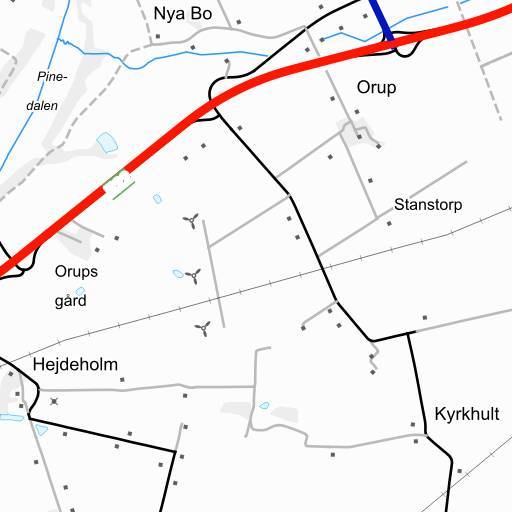 Nya Bo
Pine-
dalen
Orup
Stanstorp
Orups
gård
Hejdeholm
Kyrkhult